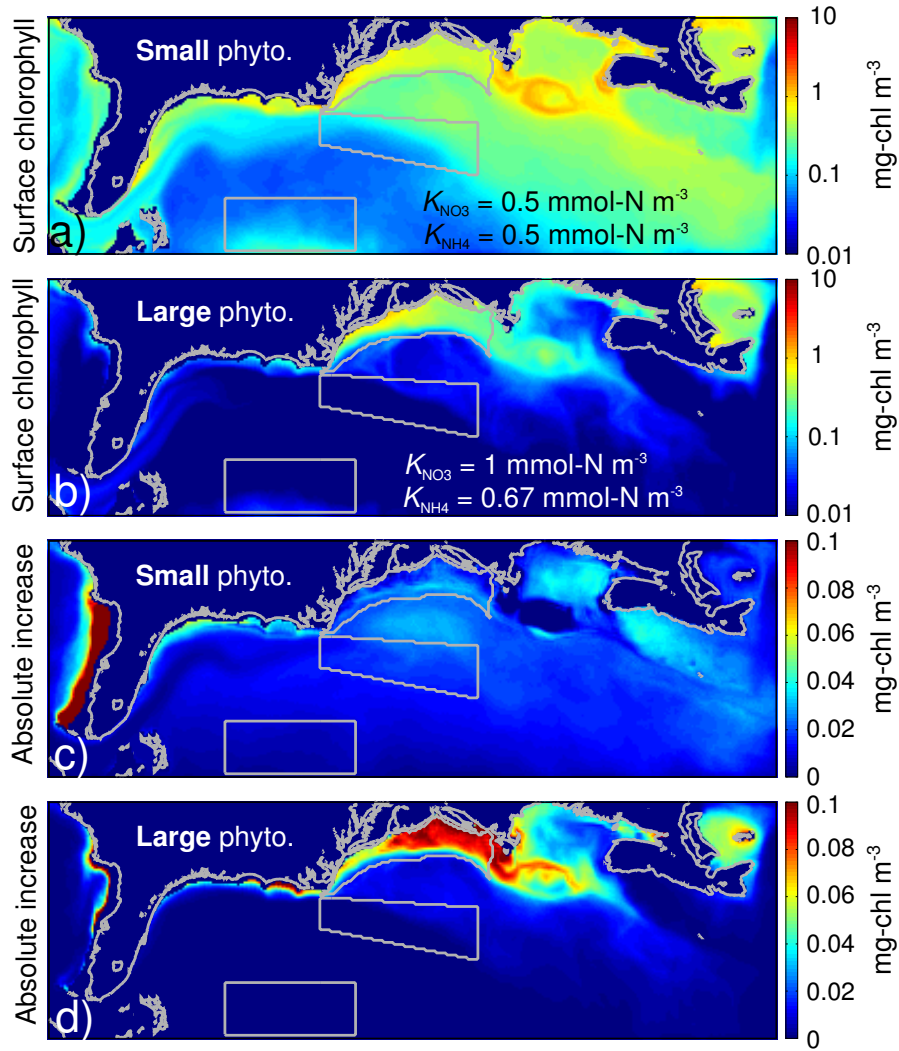 Surface chlorophyll
Small phyto.
K_NO3 = 0.5 mmol-N m⁻³
K_NH4 = 0.5 mmol-N m⁻³
a)
10
1
0.1
0.01
mg-chl m⁻³
Surface chlorophyll
Large phyto.
K_NO3 = 1 mmol-N m⁻³
K_NH4 = 0.67 mmol-N m⁻³
b)
10
1
0.1
0.01
mg-chl m⁻³
Absolute increase
Small phyto.
c)
0.1
0.08
0.06
0.04
0.02
0
mg-chl m⁻³
Absolute increase
Large phyto.
d)
0.1
0.08
0.06
0.04
0.02
0
mg-chl m⁻³